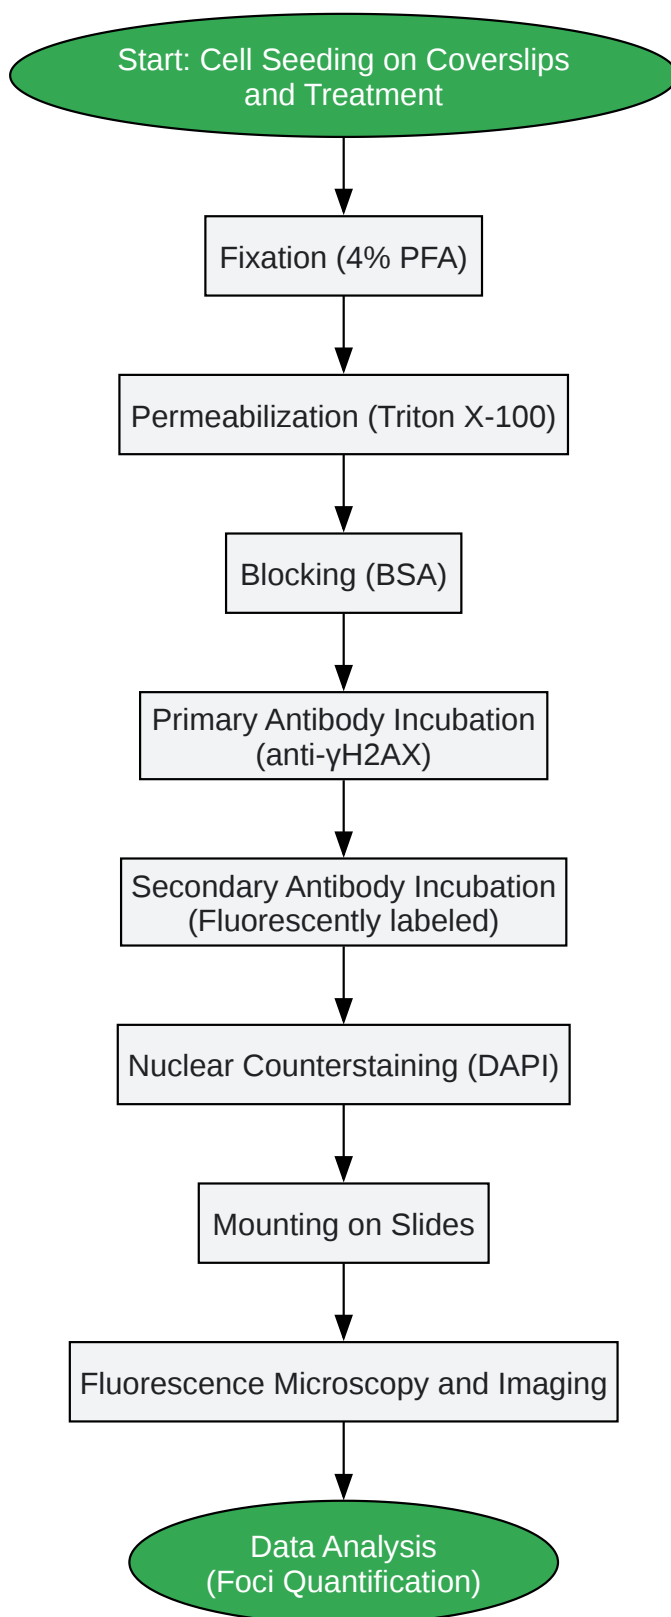 Start: Cell Seeding on Coverslips
and Treatment
Fixation (4% PFA)
Permeabilization (Triton X-100)
Blocking (BSA)
Primary Antibody Incubation
(anti-γH2AX)
Secondary Antibody Incubation
(Fluorescently labeled)
Nuclear Counterstaining (DAPI)
Mounting on Slides
Fluorescence Microscopy and Imaging
Data Analysis
(Foci Quantification)